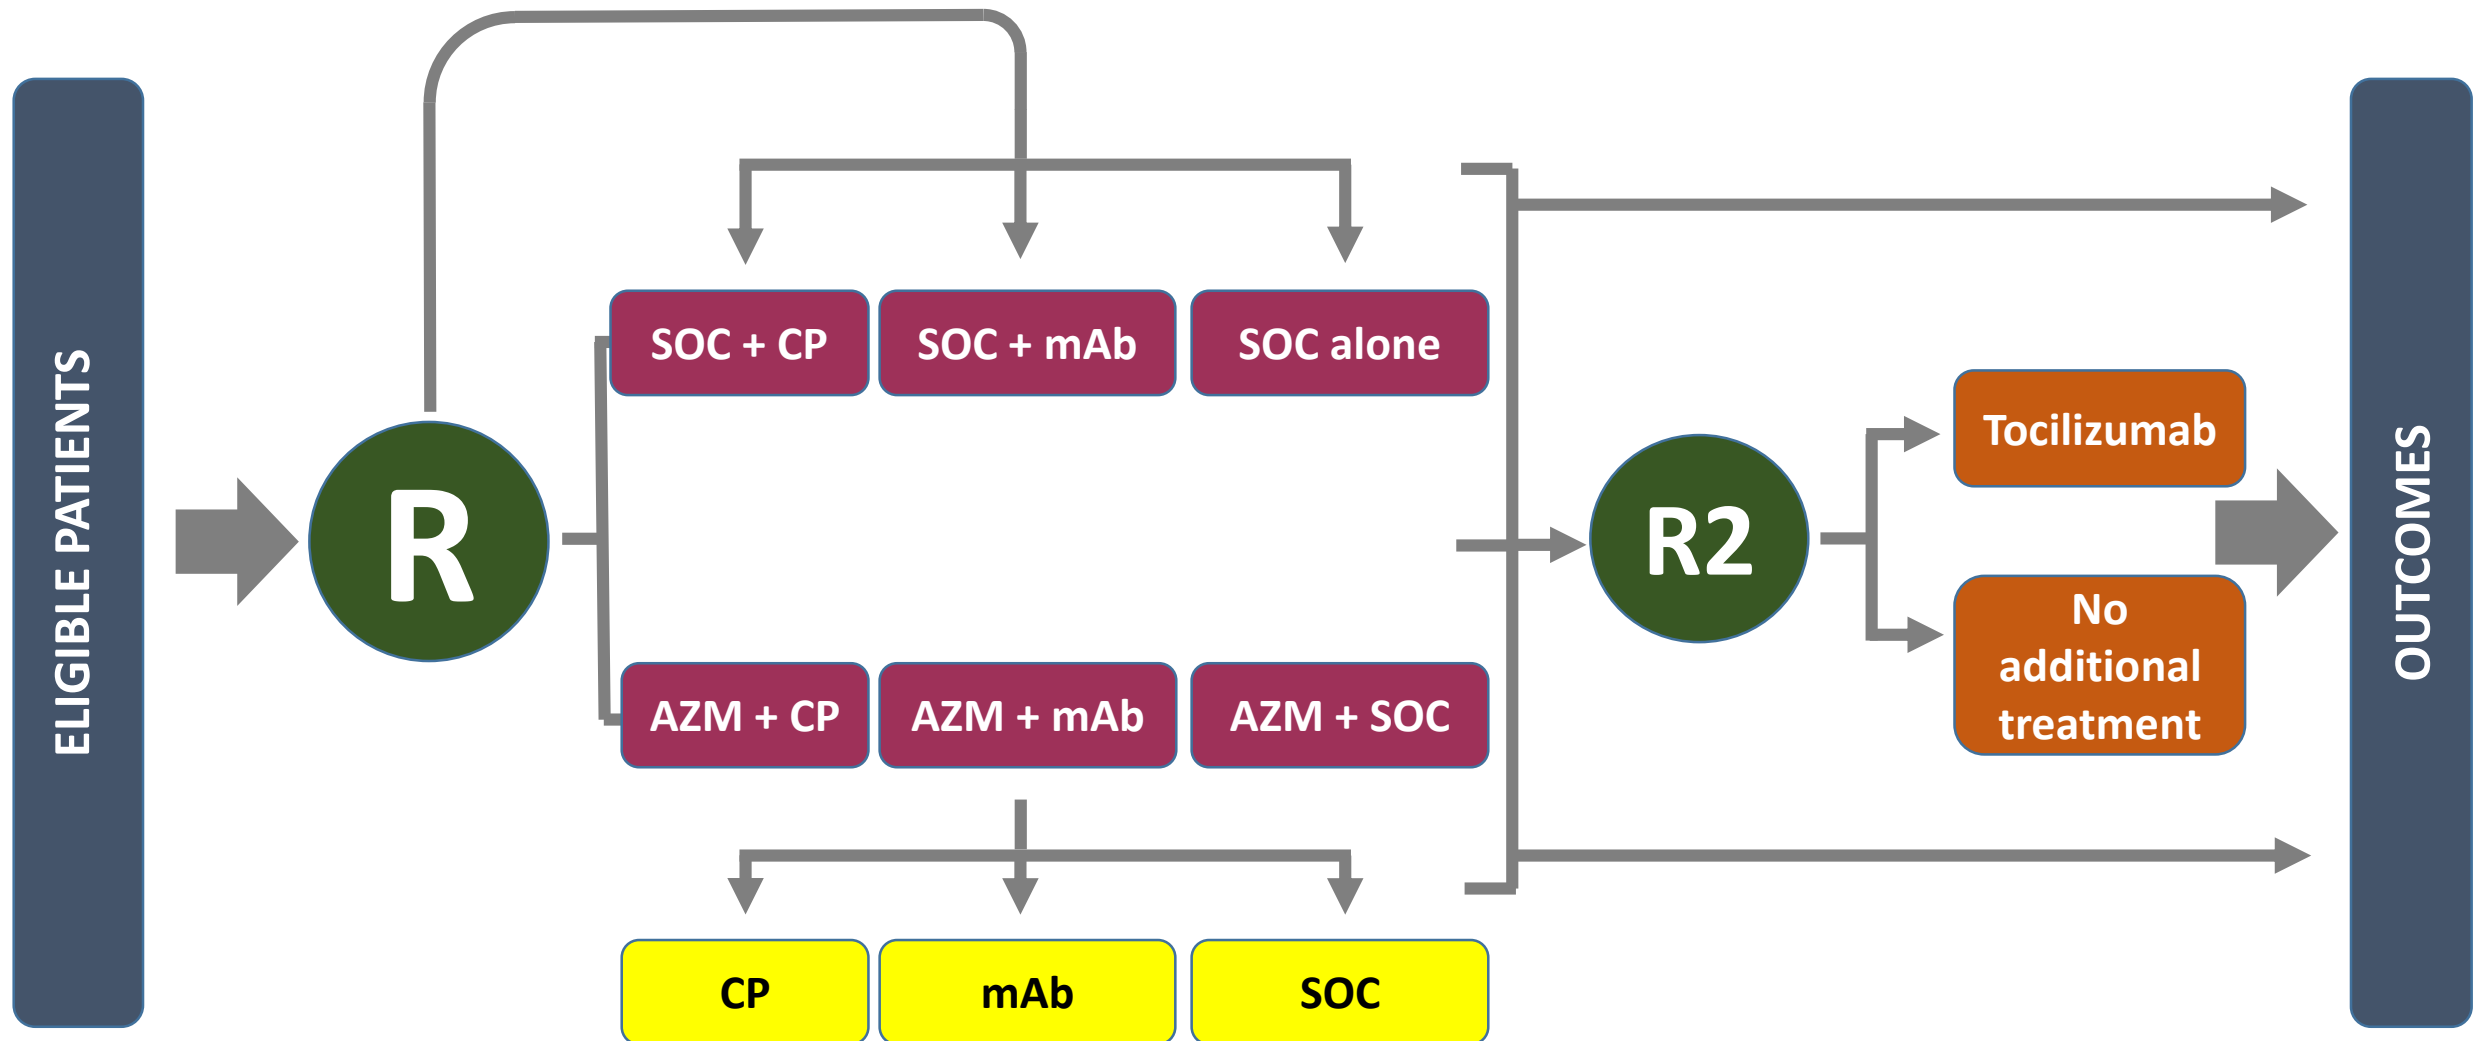 ELIGIBLE PATIENTS
R
SOC + CP
SOC + mAb
SOC alone
AZM + CP
AZM + mAb
AZM + SOC
CP
mAb
SOC
R2
Tocilizumab
No
additional
treatment
OUTCOMES